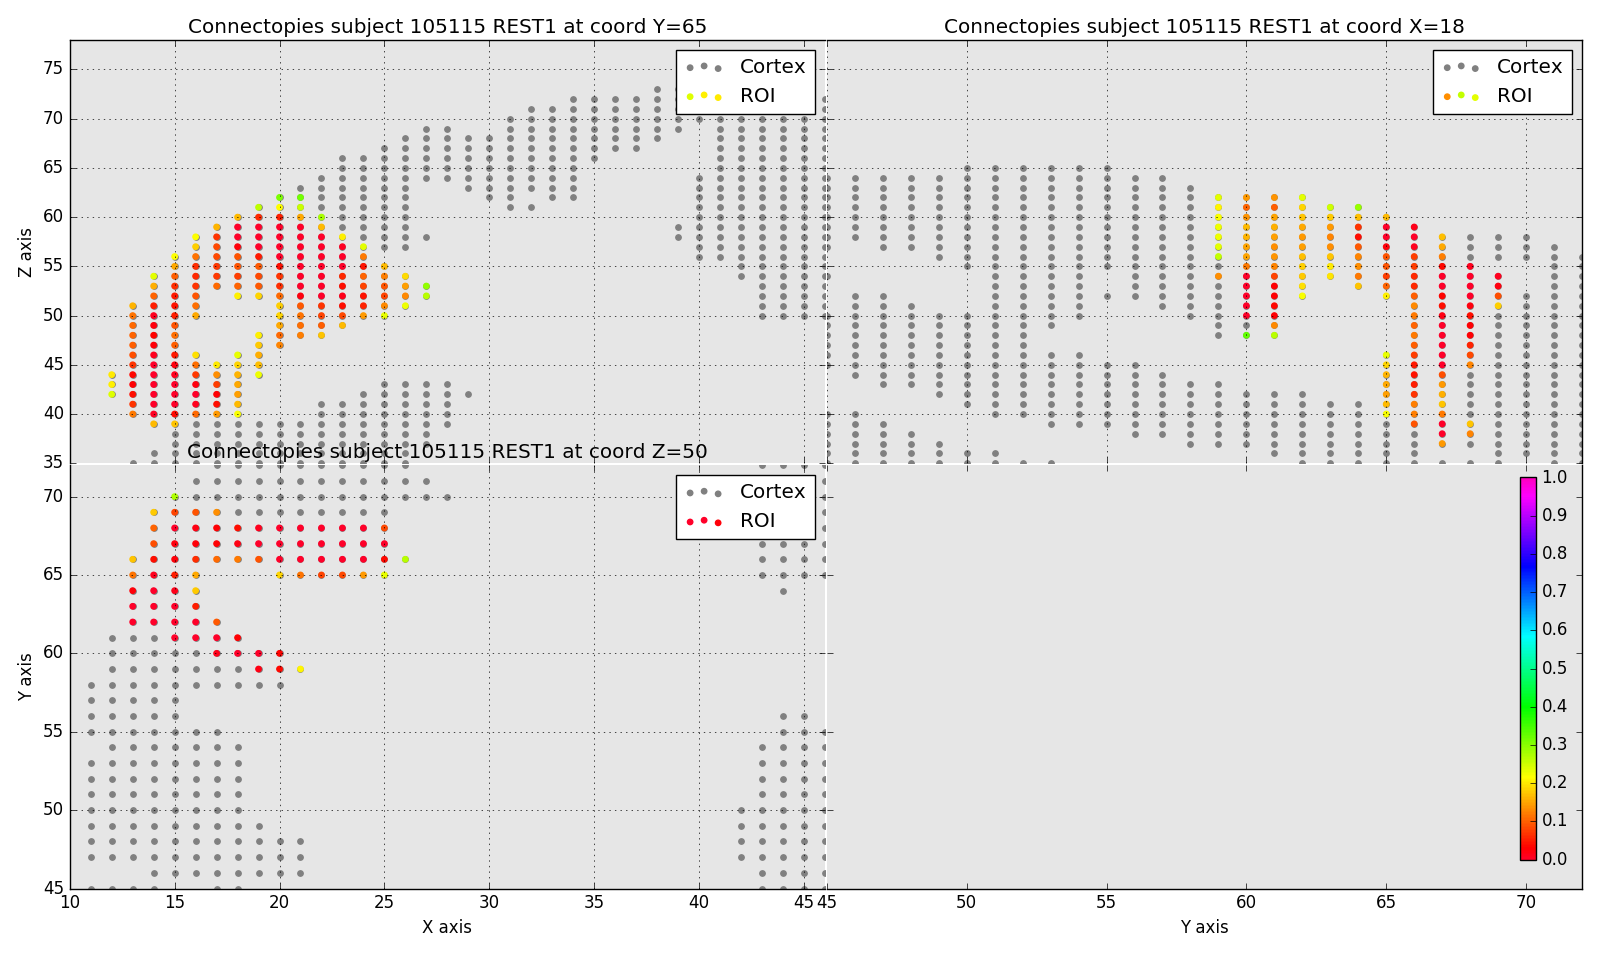 Connectopies subject 105115 REST1 at coord Y=65
Connectopies subject 105115 REST1 at coord X=18
75
70
65
60
55
50
45
40
35
Z axis
Cortex
ROI
Cortex
ROI
Connectopies subject 105115 REST1 at coord Z=50
70
65
60
55
50
45
Y axis
Cortex
ROI
1.0
0.9
0.8
0.7
0.6
0.5
0.4
0.3
0.2
0.1
0.0
10 15 20 25 30 35 40 45
X axis
45 50 55 60 65 70
Y axis